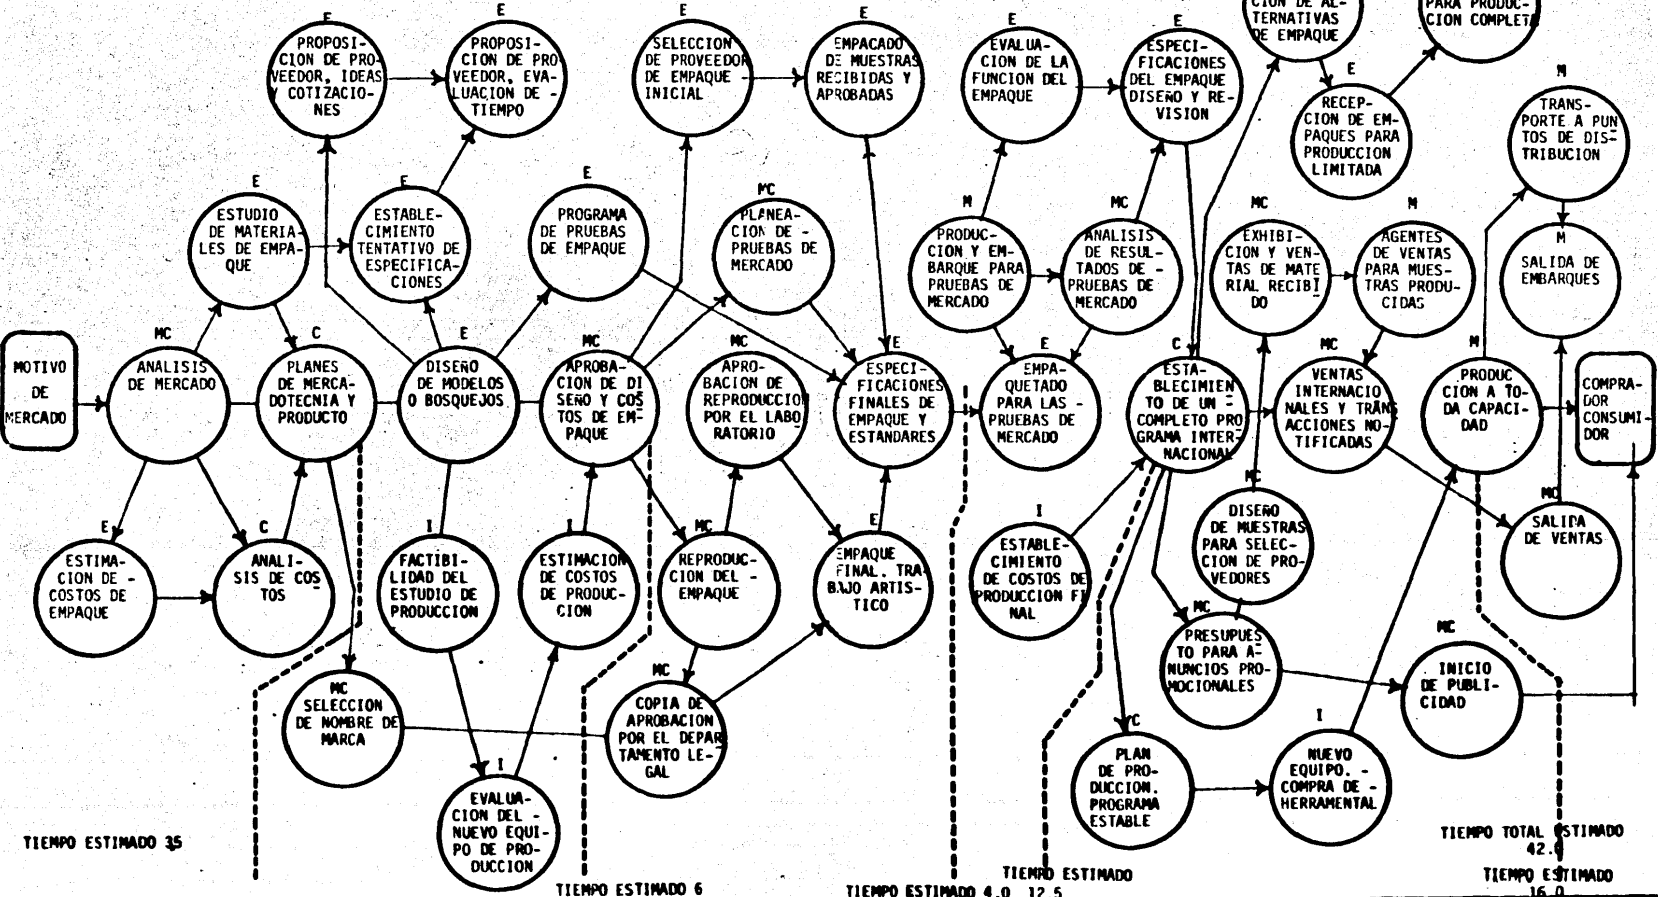 MOTIVO
DE
MERCADO
MC
ANALISIS
DE MERCADO
E
ESTUDIO
DE MATERIA-
LES DE EMPA-
QUE
E
ESTIMA-
CION DE -
COSTOS DE
EMPAQUE
C
ANALI-
SIS DE COS
TOS
C
PLANES
DE MERCA-
DOTECNIA Y
PRODUCTO
E
PROPOSI-
CION DE PRO
VEEDOR, IDEAS
Y COTIZACIO-
NES
E
PROPOSI-
CION DE PRO
VEEDOR, EVA-
LUACION DE -
TIEMPO
E
ESTABLE-
CIMIENTO
TENTATIVO DE
ESPECIFICA-
CIONES
E
DISEÑO
DE MODELOS
O BOSQUEJOS
I
FACTIBI-
LIDAD DEL
ESTUDIO DE
PRODUCCION
MC
SELECCION
DE NOMBRE DE
MARCA
I
EVALUA-
CION DEL -
NUEVO EQUI-
PO DE PRO-
DUCCION
I
ESTIMACION
DE COSTOS
DE PRODUC-
CION
E
PROGRAMA
DE PRUEBAS
DE EMPAQUE
MC
APROBA-
CION DE DI
SEÑO Y COS
TOS DE EM-
PAQUE
E
SELECCION
DE PROVEEDOR
DE EMPAQUE -
INICIAL
E
EMPACADO
DE MUESTRAS
RECIBIDAS Y
APROBADAS
MC
PLANEA-
CION DE -
PRUEBAS DE
MERCADO
MC
APRO-
BACION DE
REPRODUCCION
POR EL LABO
RATORIO
MC
REPRODUC-
CION DEL -
EMPAQUE
MC
COPIA DE
APROBACION
POR EL DEPAR
TAMENTO LE-
GAL
E
ESPECI-
FICACIONES
FINALES DE
EMPAQUE Y
ESTANDARES
E
EMPAQUE
FINAL. TRA-
BAJO ARTIS-
TICO
E
EVALUA-
CION DE LA
FUNCION DEL
EMPAQUE
E
ESPECI-
FICACIONES
DEL EMPAQUE
DISEÑO Y RE-
VISION
M
PRODUC-
CION Y EM-
BARQUE PARA
PRUEBAS DE
MERCADO
MC
ANALISIS
DE RESUL-
TADOS DE -
PRUEBAS DE
MERCADO
E
EMPA-
QUETADO
PARA LAS -
PRUEBAS DE
MERCADO
C
ESTA-
BLECIMIEN
TO DE UN -
COMPLETO PRO
GRAMA INTER-
NACIONAL
I
ESTABLE-
CIMIENTO
DE COSTOS DE
PRODUCCION FI
NAL
CION DE AL-
TERNATIVAS
DE EMPAQUE
PARA PRODUC-
CION COMPLETA
E
RECEP-
CION DE EM-
PAQUES PARA
PRODUCCION
LIMITADA
M
TRANS-
PORTE A PUN
TOS DE DIS-
TRIBUCION
MC
EXHIBI-
CION Y VEN-
TAS DE MATE
RIAL RECIBI
DO
M
AGENTES
DE VENTAS
PARA MUES-
TRAS PRODU-
CIDAS
M
SALIDA DE
EMBARQUES
MC
VENTAS
INTERNACIO
NALES Y TRANS
ACCIONES NO-
TIFICADAS
M
PRODUC
CION A TO-
DA CAPACI-
DAD
COMPRA-
DOR
CONSUMI-
DOR
MC
DISEÑO
DE MUESTRAS
PARA SELEC-
CION DE PRO-
VEDORES
MC
SALIDA
DE VENTAS
MC
PRESUPUES
TO PARA A-
NUNCIOS PRO-
MOCIONALES
MC
INICIO
DE PUBLI-
CIDAD
C
PLAN
DE PRO-
DUCCION.
PROGRAMA
ESTABLE
I
NUEVO
EQUIPO. -
COMPRA DE -
HERRAMENTAL
TIEMPO ESTIMADO 35
TIEMPO ESTIMADO 6
TIEMPO ESTIMADO 4.0
TIEMPO ESTIMADO
12.5
TIEMPO TOTAL ESTIMADO
42.0
TIEMPO ESTIMADO
16.0